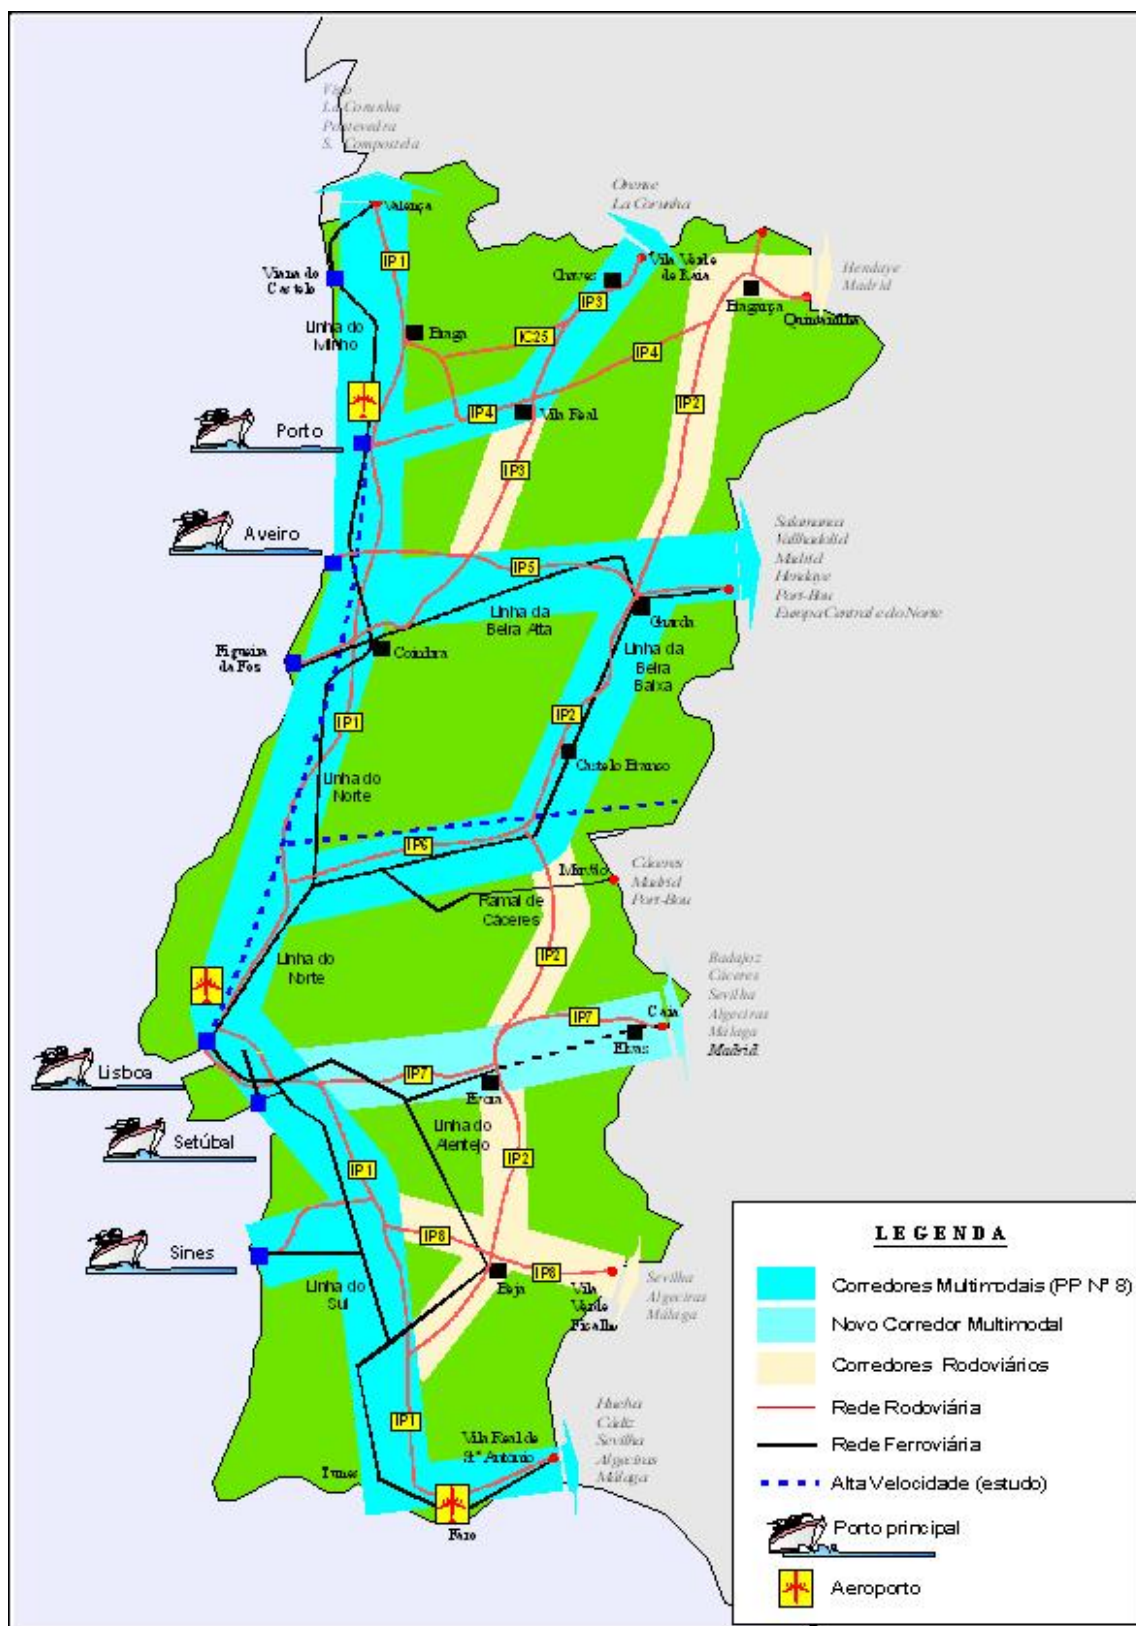 Vigo
La Corunha
Pontevedra
S. Compostela
Orense
La Corunha
Valença
IP1
Viana do
Castelo
Chaves
Vila Verde
de Raia
IP3
Bragança
Quintanilha
Hendaye
Madrid
Linha do
Minho
Braga
IC25
IP4
IP4
IP2
Vila Real
Porto
IP3
Aveiro
Salamanca
Vallhadolid
Madrid
Hendaye
Port-Bou
Europa Central e do Norte
IP5
Linha da
Beira Alta
Guarda
Figueira
da Foz
Coimbra
Linha da
Beira
Baixa
IP1
IP2
Castelo Branco
Linha do
Norte
IP6
Marvão
Cáceres
Madrid
Port-Bou
Ramal de
Cáceres
IP2
Linha do
Norte
Badajoz
Cáceres
Sevilha
Algeciras
Málaga
Madrid
Caia
IP7
Elvas
Lisboa
IP7
Evora
Setúbal
Linha do
Alentejo
IP1
IP2
Sines
IP8
IP8
Beja
Vila
Verde
Ficalho
Sevilha
Algeciras
Málaga
Linha do
Sul
IP1
Huelva
Cádiz
Sevilha
Algeciras
Málaga
Vila Real de
Stº Antonio
Tunes
Faro
LEGENDA
Corredores Multimodais (PP Nº 8)
Novo Corredor Multimodal
Corredores Rodoviários
Rede Rodoviária
Rede Ferroviária
Alta Velocidade (estudo)
Porto principal
Aeroporto